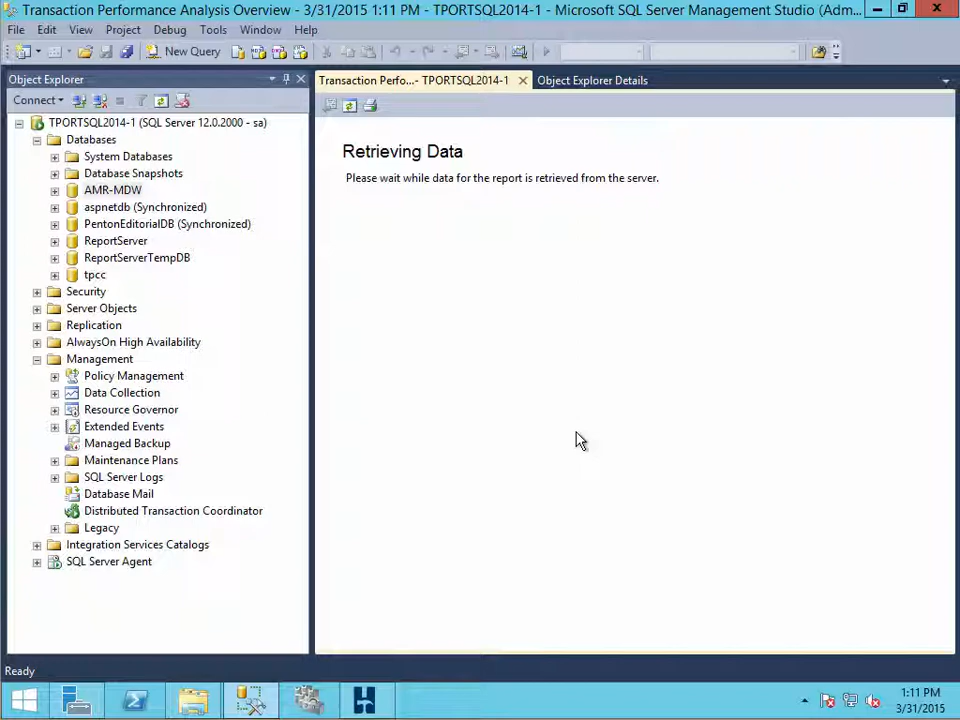 Transaction Performance Analysis Overview - 3/31/2015 1:11 PM - TPORTSQL2014-1 - Microsoft SQL Server Management Studio (Adm...
File Edit View Project Debug Tools Window Help
New Query
Object Explorer
Transaction Perfo...- TPORTSQL2014-1
Object Explorer Details
Connect
TPORTSQL2014-1 (SQL Server 12.0.2000 - sa)
Databases
System Databases
Database Snapshots
AMR-MDW
aspnetdb (Synchronized)
PentonEditorialDB (Synchronized)
ReportServer
ReportServerTempDB
tpcc
Security
Server Objects
Replication
AlwaysOn High Availability
Management
Policy Management
Data Collection
Resource Governor
Extended Events
Managed Backup
Maintenance Plans
SQL Server Logs
Database Mail
Distributed Transaction Coordinator
Legacy
Integration Services Catalogs
SQL Server Agent
Retrieving Data
Please wait while data for the report is retrieved from the server.
Ready
1:11 PM
3/31/2015